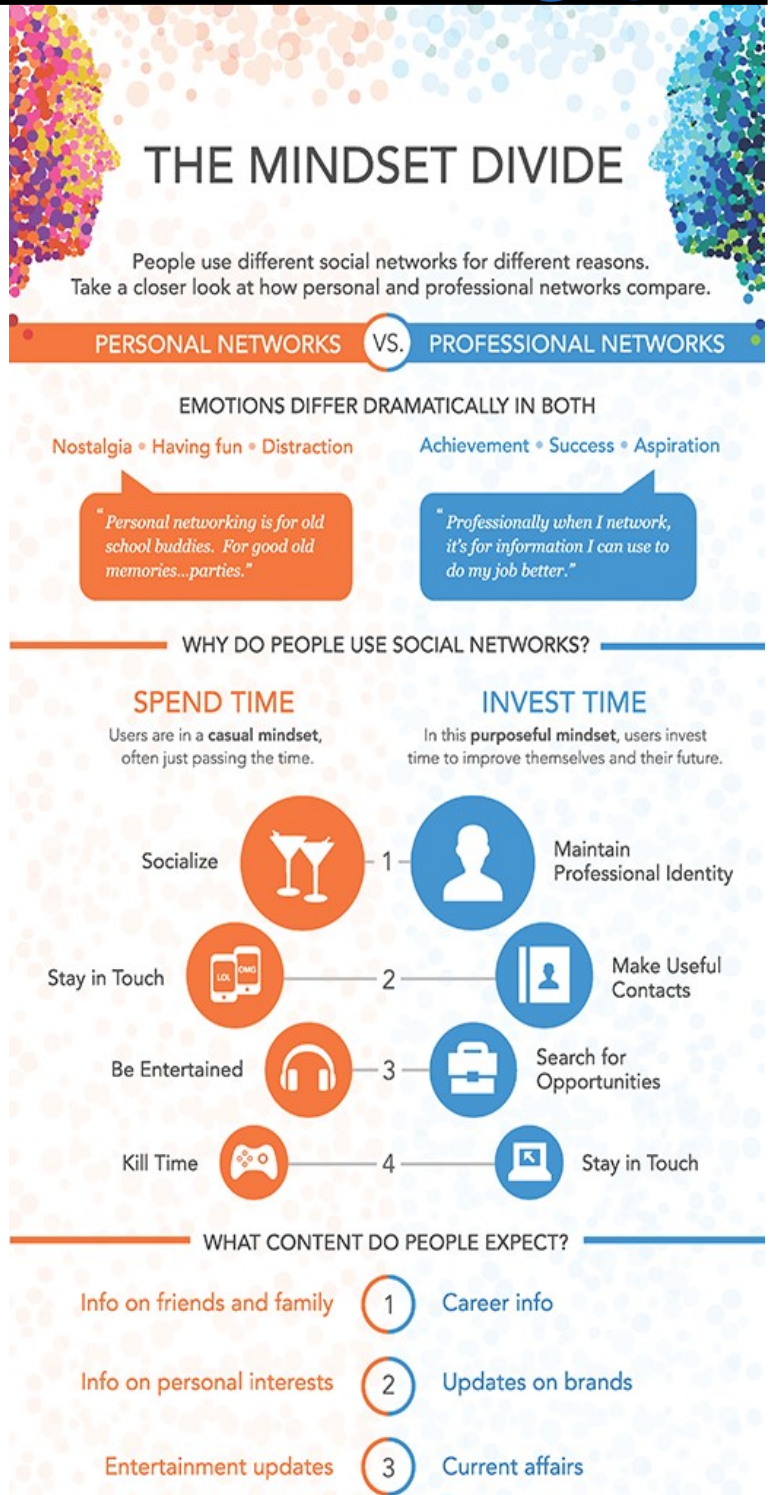 THE MINDSET DIVIDE
People use different social networks for different reasons.
Take a closer look at how personal and professional networks compare.
PERSONAL NETWORKS VS. PROFESSIONAL NETWORKS
EMOTIONS DIFFER DRAMATICALLY IN BOTH
Nostalgia • Having fun • Distraction
"Personal networking is for old
school buddies. For good old
memories...parties."
Achievement • Success • Aspiration
"Professionally when I network,
it's for information I can use to
do my job better."
WHY DO PEOPLE USE SOCIAL NETWORKS?
SPEND TIME
Users are in a casual mindset,
often just passing the time.
INVEST TIME
In this purposeful mindset, users invest
time to improve themselves and their future.
Socialize
1
Maintain
Professional Identity
Stay in Touch
LOL
OMG
2
Make Useful
Contacts
Be Entertained
3
Search for
Opportunities
Kill Time
4
Stay in Touch
WHAT CONTENT DO PEOPLE EXPECT?
Info on friends and family 1 Career info
Info on personal interests 2 Updates on brands
Entertainment updates 3 Current affairs